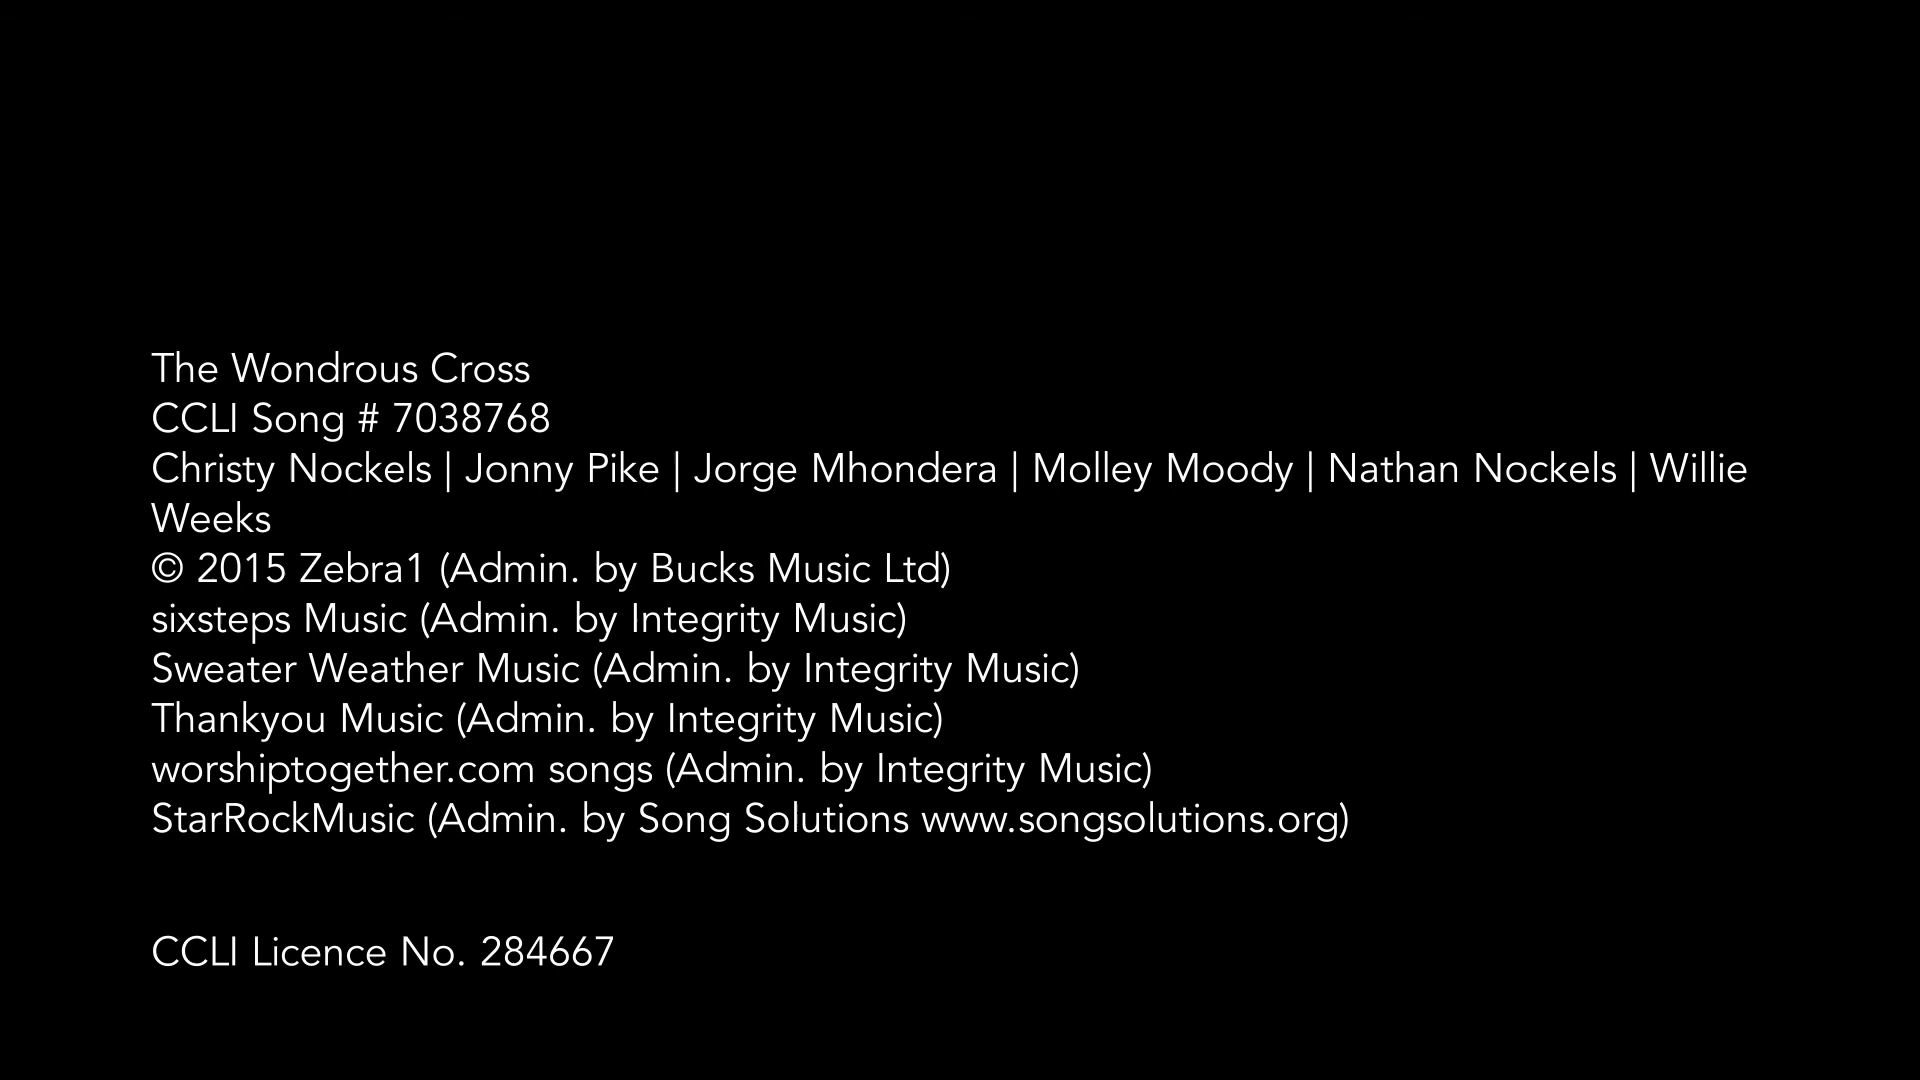 The Wondrous Cross
CCLI Song # 7038768
Christy Nockels | Jonny Pike | Jorge Mhondera | Molley Moody | Nathan Nockels | Willie
Weeks
© 2015 Zebra1 (Admin. by Bucks Music Ltd)
sixsteps Music (Admin. by Integrity Music)
Sweater Weather Music (Admin. by Integrity Music)
Thankyou Music (Admin. by Integrity Music)
worshiptogether.com songs (Admin. by Integrity Music)
StarRockMusic (Admin. by Song Solutions www.songsolutions.org)
CCLI Licence No. 284667